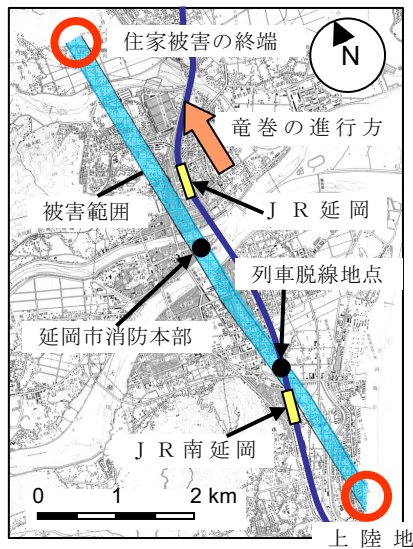 住家被害の終端
N
竜巻の進行方
被害範囲
ＪＲ延岡
列車脱線地点
延岡市消防本部
ＪＲ南延岡
0 1 2 km
上陸地